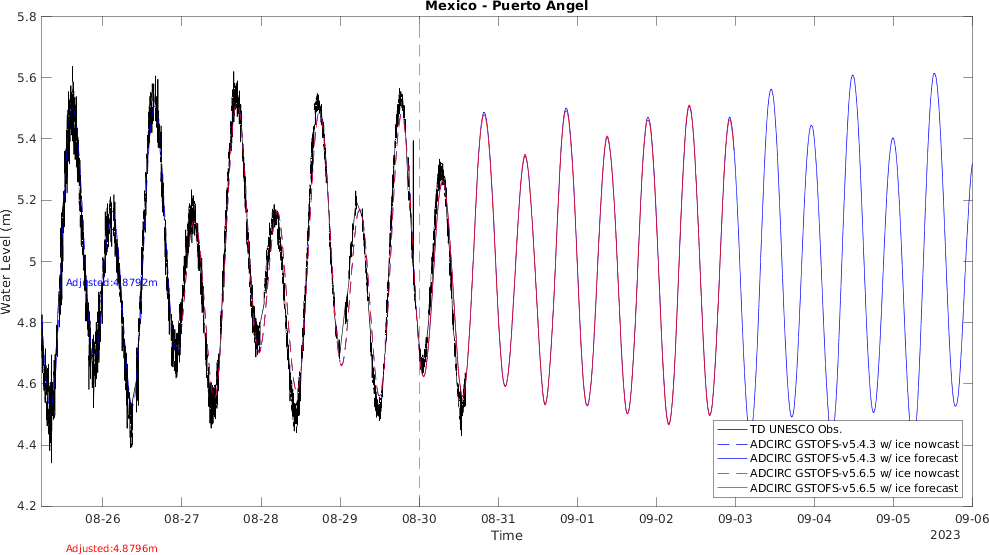 Mexico - Puerto Angel
5.8
5.6
5.4
5.2
5
4.8
4.6
4.4
4.2
Water Level (m)
Adjusted:4.8792m
TD UNESCO Obs.
ADCIRC GSTOFS-v5.4.3 w/ ice nowcast
ADCIRC GSTOFS-v5.4.3 w/ ice forecast
ADCIRC GSTOFS-v5.6.5 w/ ice nowcast
ADCIRC GSTOFS-v5.6.5 w/ ice forecast
08-26 08-27 08-28 08-29 08-30 08-31 09-01 09-02 09-03 09-04 09-05 09-06
Time
2023
Adjusted:4.8796m